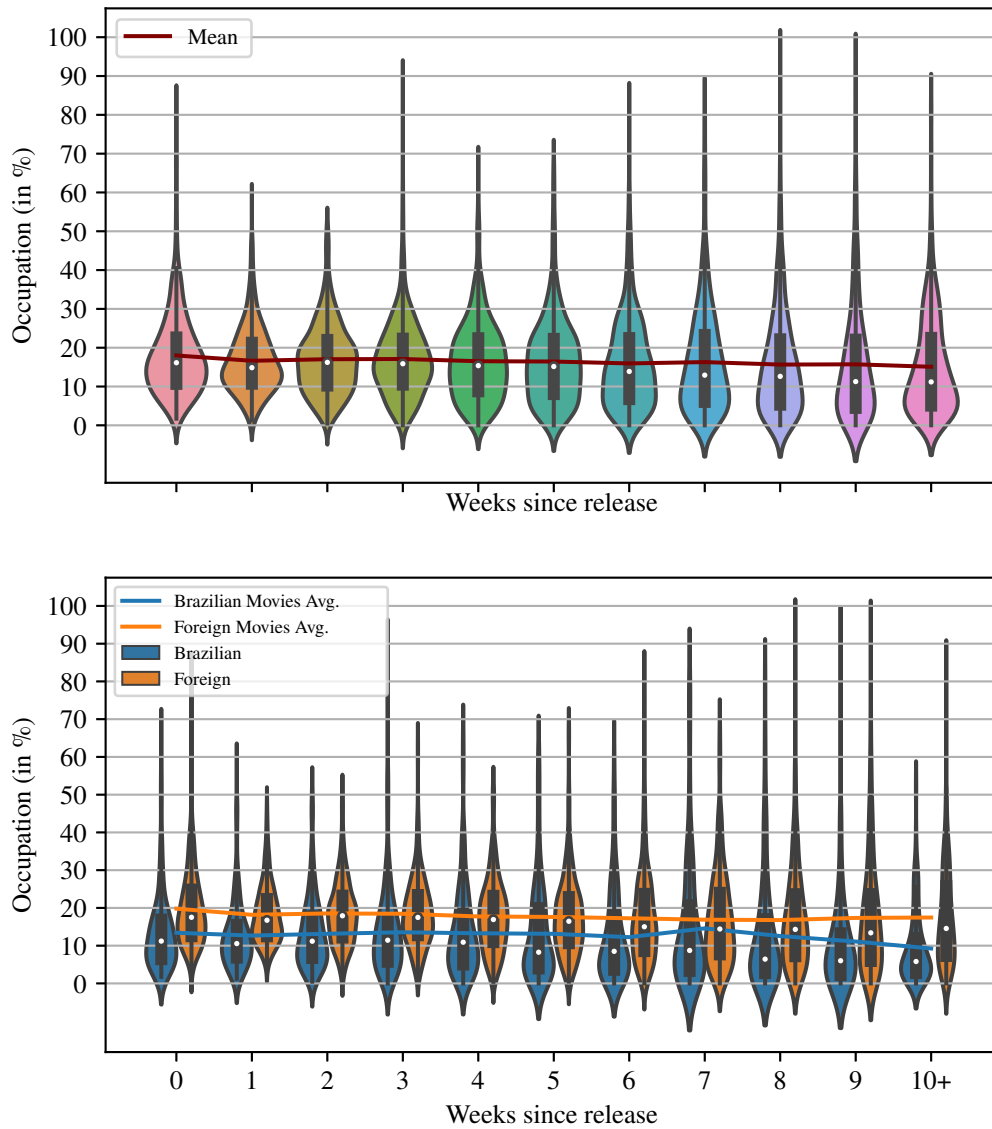 Mean
100
90
80
70
60
50
40
30
20
10
0
Occupation (in %)
Weeks since release
Brazilian Movies Avg.
Foreign Movies Avg.
Brazilian
Foreign
100
90
80
70
60
50
40
30
20
10
0
Occupation (in %)
0 1 2 3 4 5 6 7 8 9 10+
Weeks since release